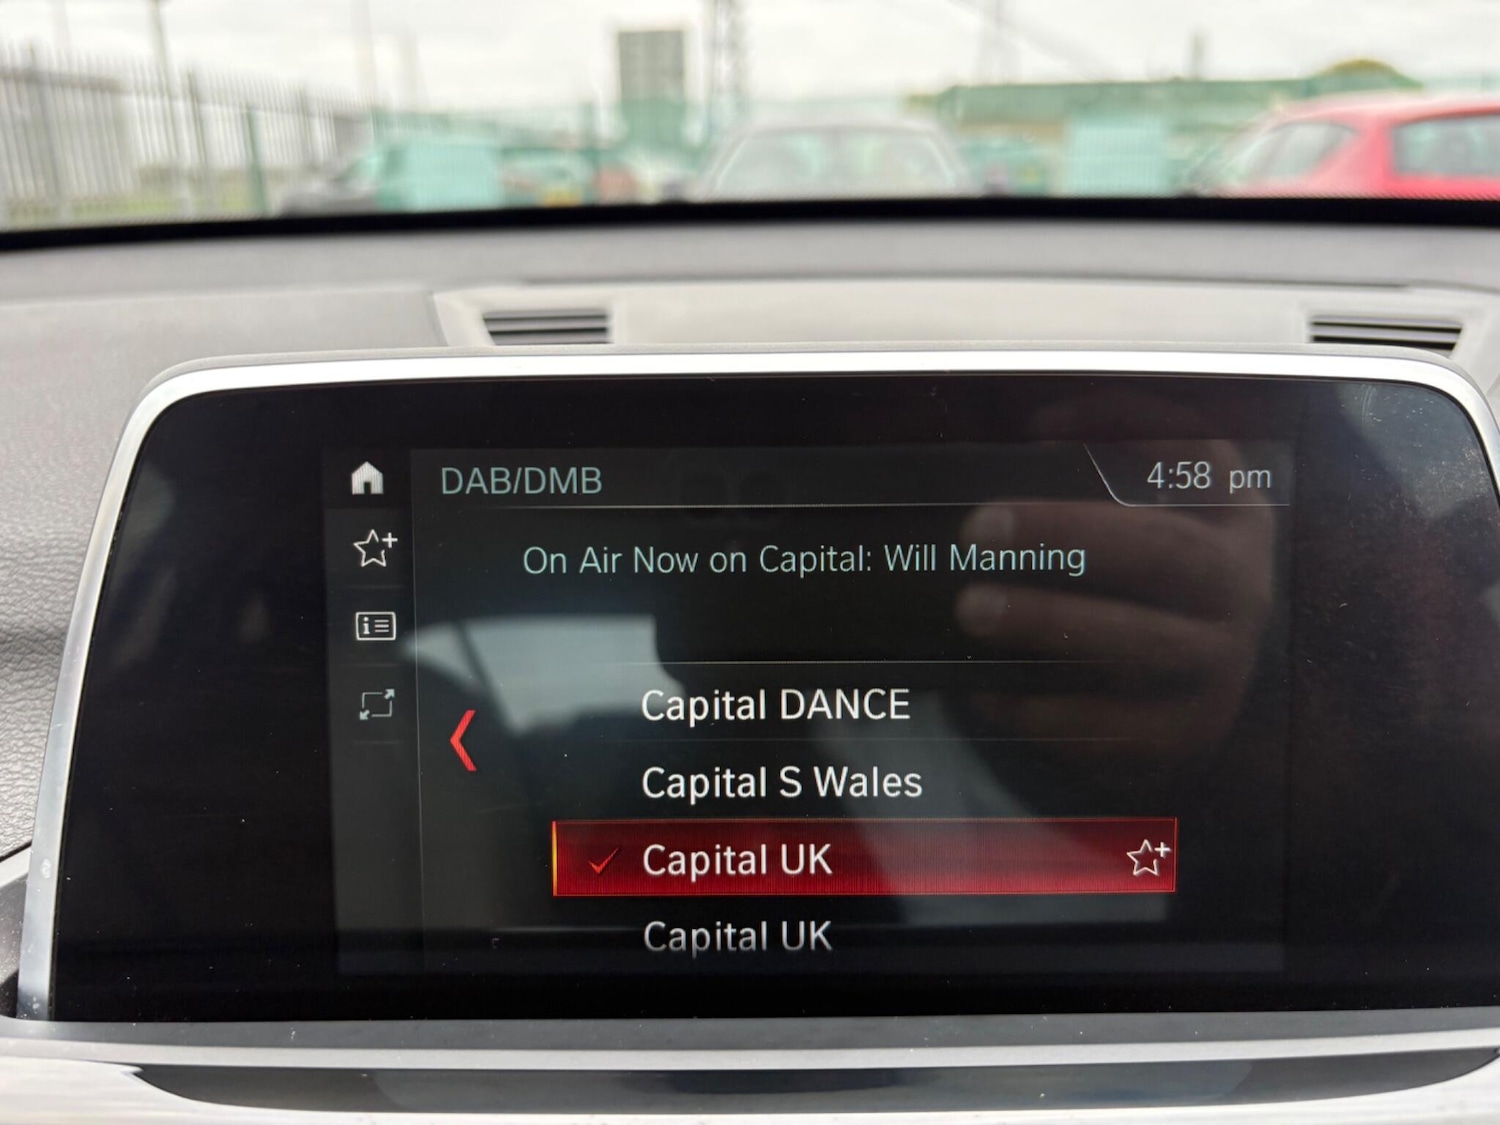 DAB/DMB
4:58 pm
On Air Now on Capital: Will Manning
Capital DANCE
Capital S Wales
Capital UK
Capital UK